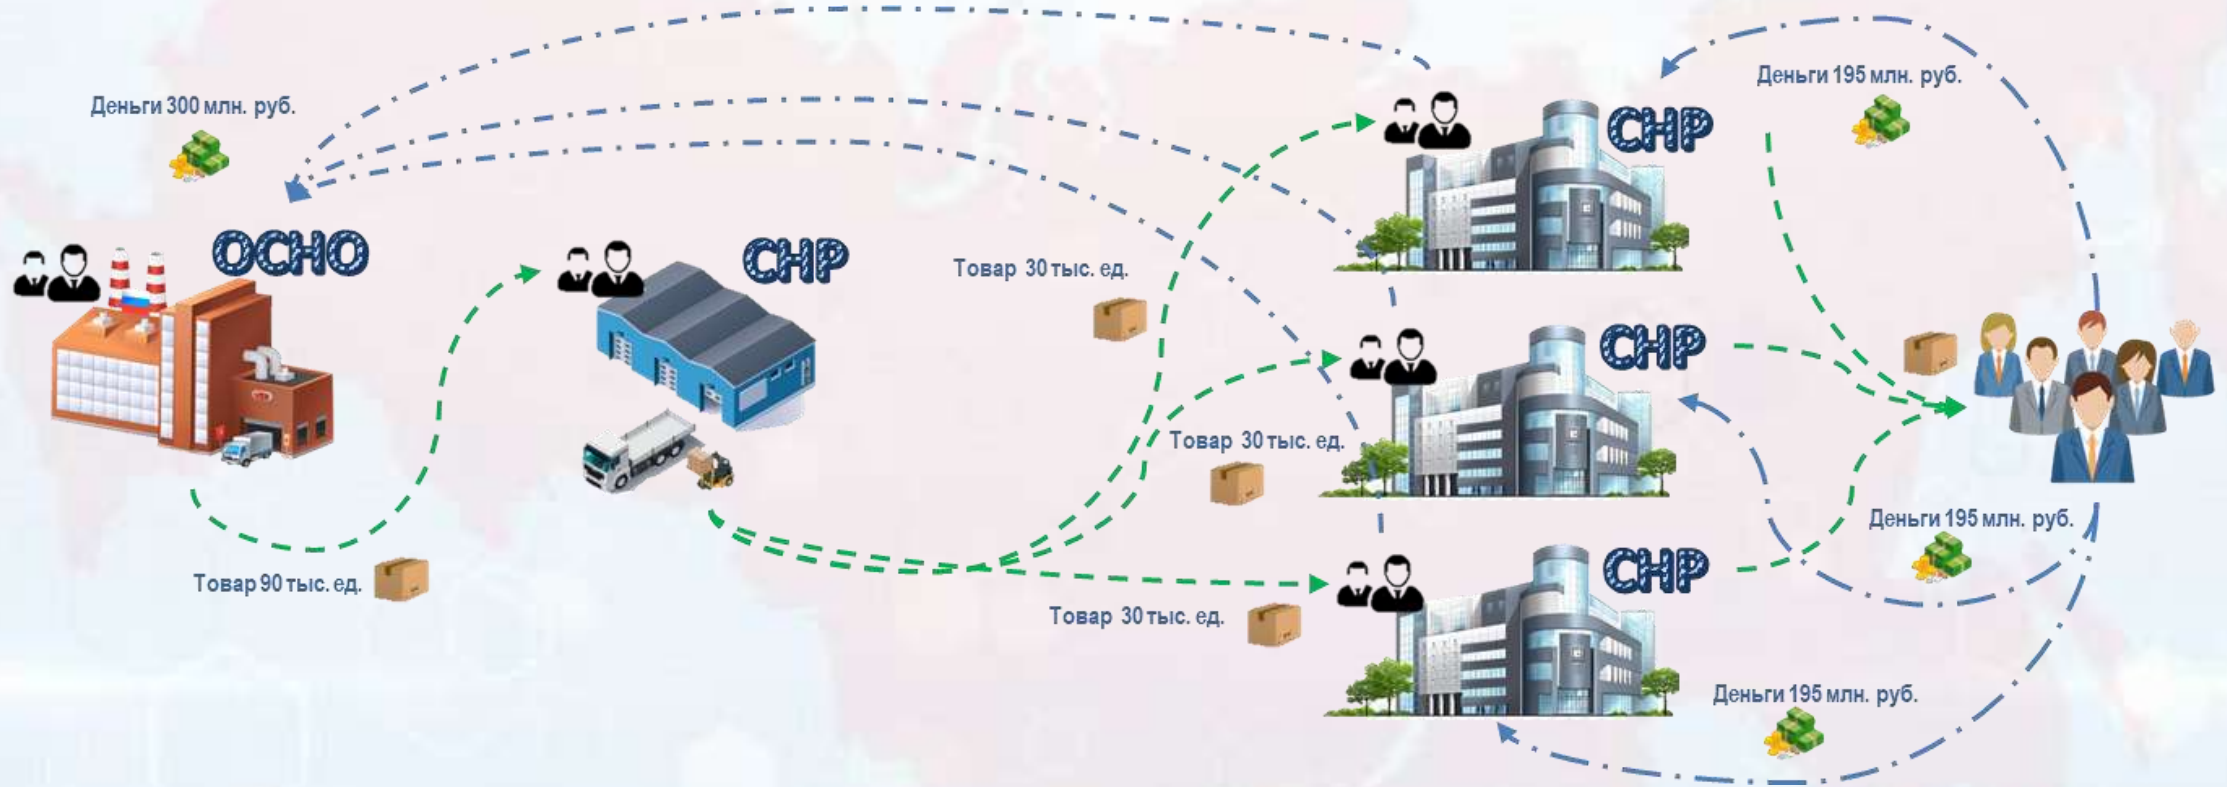 Деньги 300 млн. руб.
ОСНО
Товар 90 тыс. ед.
СНР
Товар 30 тыс. ед.
Товар 30 тыс. ед.
Товар 30 тыс. ед.
СНР
Деньги 195 млн. руб.
СНР
Деньги 195 млн. руб.
СНР
Деньги 195 млн. руб.